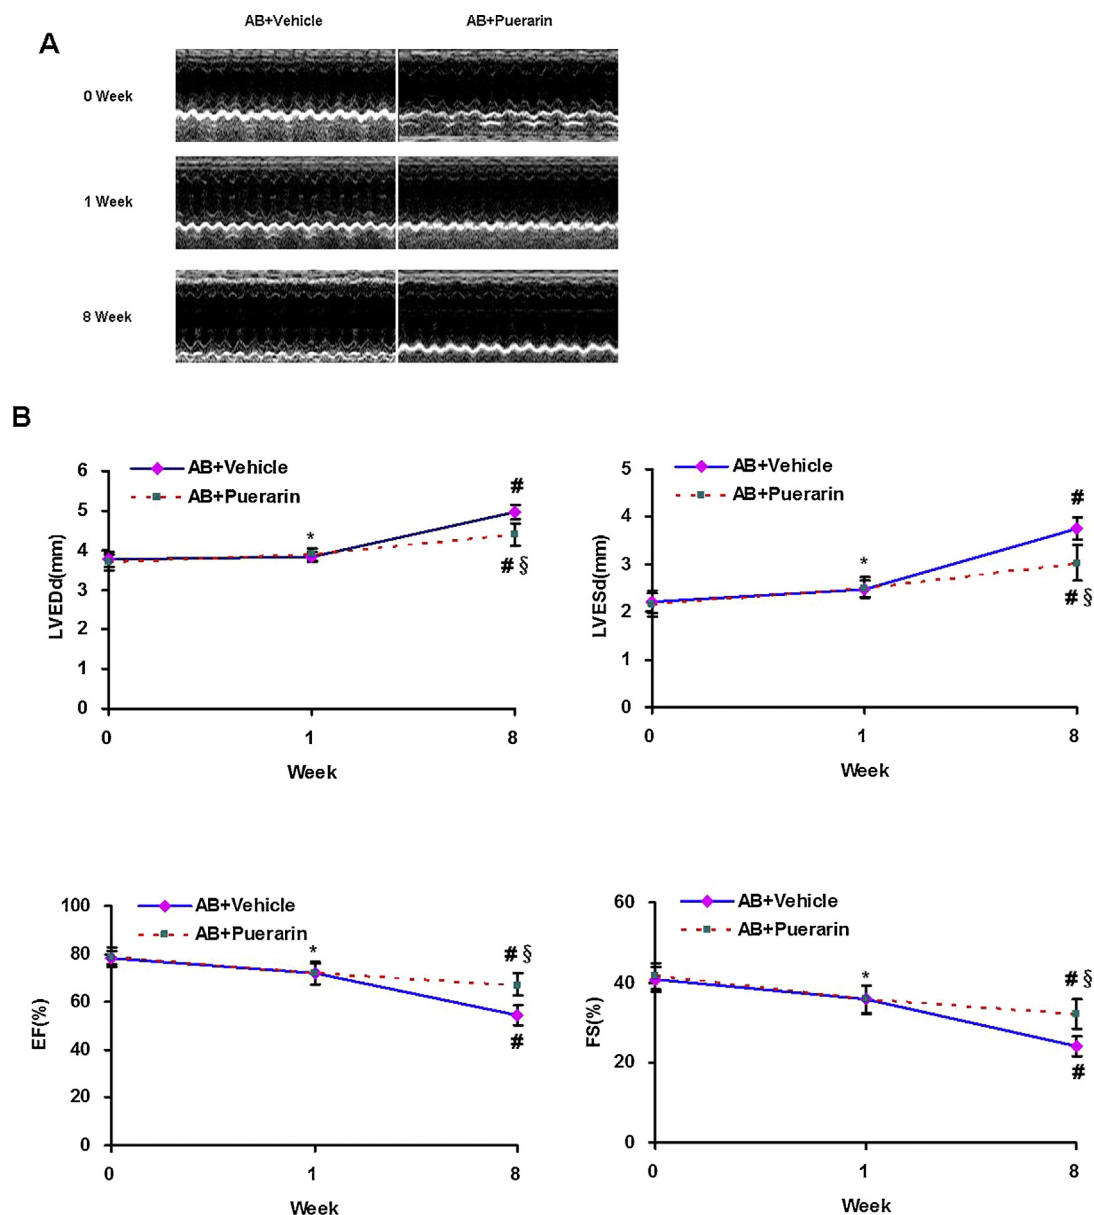 AB+Vehicle AB+Puerarin
A
0 Week
1 Week
8 Week
B
AB+Vehicle
AB+Puerarin
6
5
4
3
2
1
0
LVEDd(mm)
*
#
# §
0 1 8
Week
AB+Vehicle
AB+Puerarin
5
4
3
2
1
0
LVESd(mm)
*
#
# §
0 1 8
Week
AB+Vehicle
AB+Puerarin
100
80
60
40
20
0
EF(%)
*
# §
#
0 1 8
Week
AB+Vehicle
AB+Puerarin
60
40
20
0
FS(%)
*
# §
#
0 1 8
Week